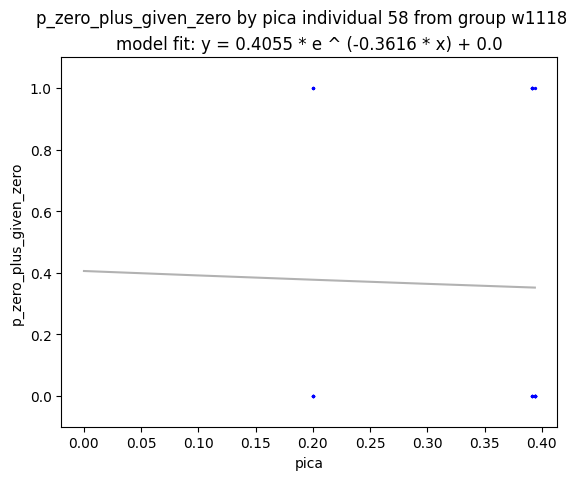 p_zero_plus_given_zero by pica individual 58 from group w1118
model fit: y = 0.4055 * e ^ (-0.3616 * x) + 0.0
1.0
0.8
0.6
0.4
0.2
0.0
p_zero_plus_given_zero
0.00 0.05 0.10 0.15 0.20 0.25 0.30 0.35 0.40
pica